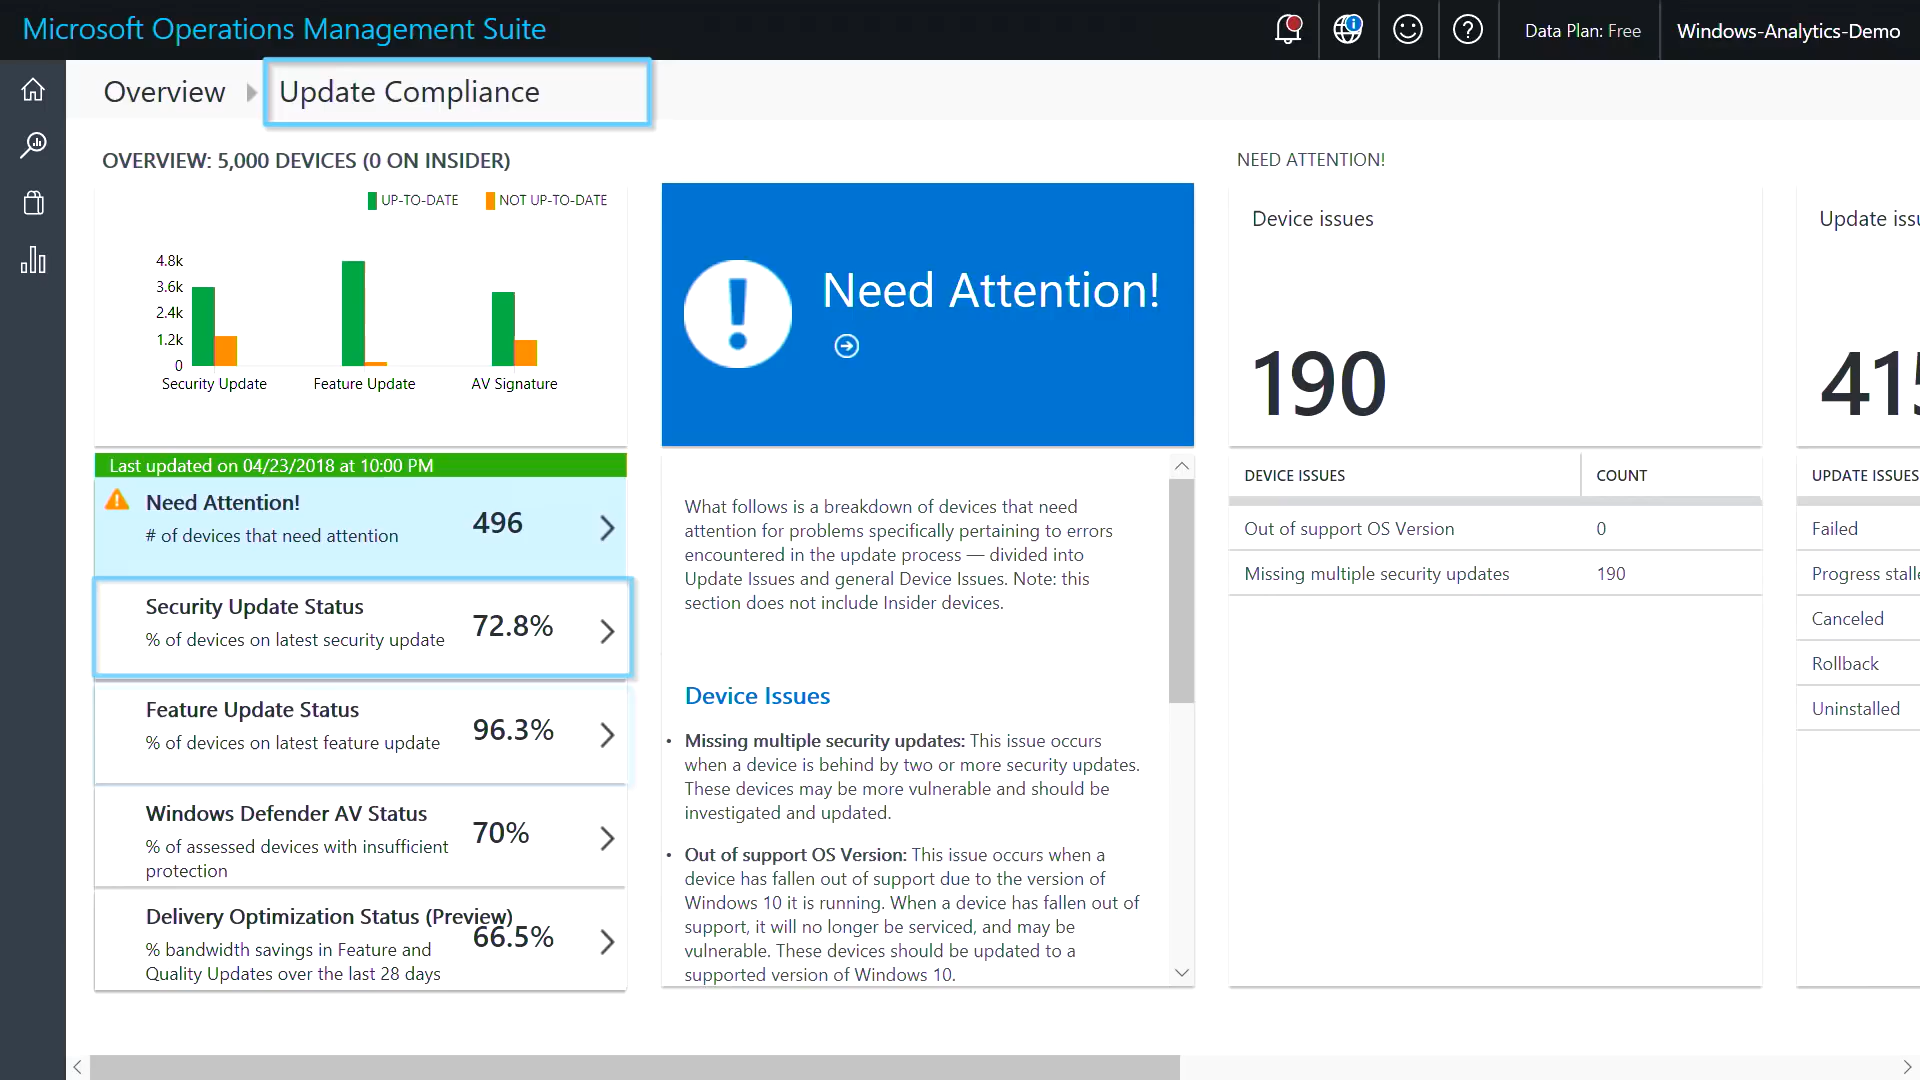 Microsoft Operations Management Suite
Data Plan: Free
Windows-Analytics-Demo
Overview
Update Compliance
OVERVIEW: 5,000 DEVICES (0 ON INSIDER)
UP-TO-DATE
NOT UP-TO-DATE
4.8k
3.6k
2.4k
1.2k
0
Security Update
Feature Update
AV Signature
Last updated on 04/23/2018 at 10:00 PM
Need Attention!
# of devices that need attention
496
Security Update Status
% of devices on latest security update
72.8%
Feature Update Status
% of devices on latest feature update
96.3%
Windows Defender AV Status
% of assessed devices with insufficient
protection
70%
Delivery Optimization Status (Preview)
% bandwidth savings in Feature and
Quality Updates over the last 28 days
66.5%
Need Attention!
What follows is a breakdown of devices that need
attention for problems specifically pertaining to errors
encountered in the update process — divided into
Update Issues and general Device Issues. Note: this
section does not include Insider devices.
Device Issues
• Missing multiple security updates: This issue occurs
when a device is behind by two or more security updates.
These devices may be more vulnerable and should be
investigated and updated.
• Out of support OS Version: This issue occurs when a
device has fallen out of support due to the version of
Windows 10 it is running. When a device has fallen out of
support, it will no longer be serviced, and may be
vulnerable. These devices should be updated to a
supported version of Windows 10.
NEED ATTENTION!
Device issues
190
DEVICE ISSUES
COUNT
Out of support OS Version
0
Missing multiple security updates
190
Update
415
UPDATE ISSUES
Failed
Progress
Canceled
Rollback
Uninstalled